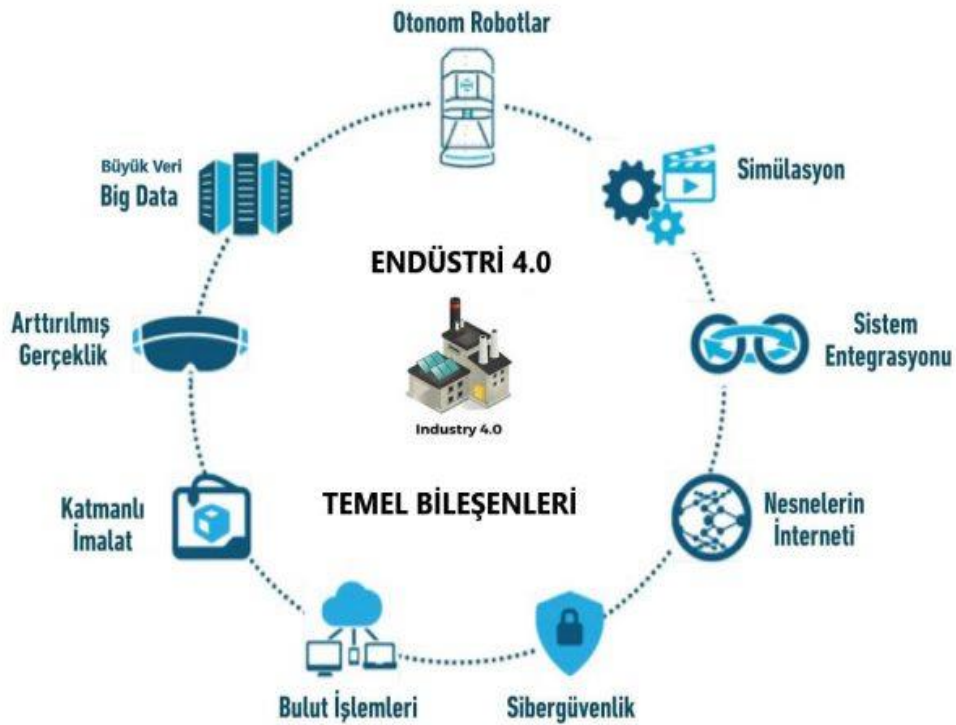 Otonom Robotlar
Büyük Veri
Big Data
Simülasyon
ENDÜSTRİ 4.0
Arttırılmış
Gerçeklik
Sistem
Entegrasyonu
Industry 4.0
TEMEL BİLEŞENLERİ
Katmanlı
İmalat
Nesnelerin
İnterneti
Bulut İşlemleri
Sibergüvenlik